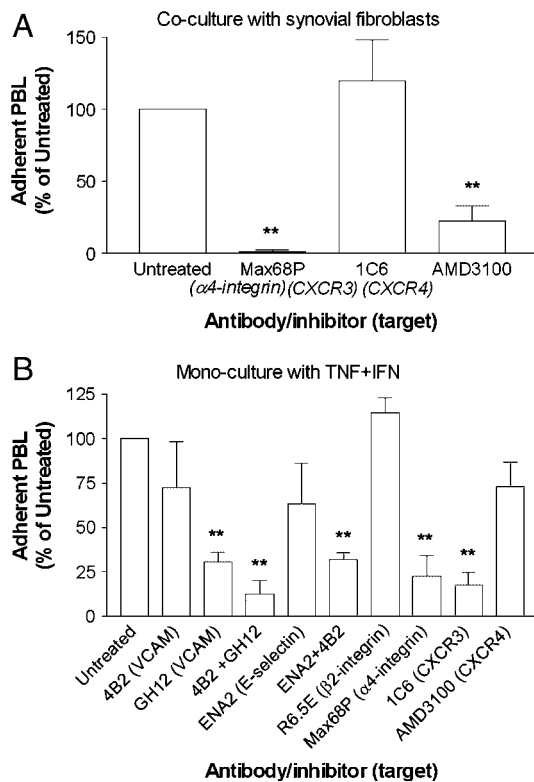 A
Co-culture with synovial fibroblasts
Adherent PBL
(% of Untreated)
150
100
50
0
**
**
Untreated Max68P 1C6 AMD3100
(α4-integrin) (CXCR3) (CXCR4)
Antibody/inhibitor (target)
B
Mono-culture with TNF+IFN
Adherent PBL
(% of Untreated)
125
100
75
50
25
0
**
**
**
**
**
Untreated
4B2 (VCAM)
GH12 (VCAM)
4B2 +GH12
ENA2 (E-selectin)
ENA2+4B2
R6.5E (β2-integrin)
Max68P (α4-integrin)
1C6 (CXCR3)
AMD3100 (CXCR4)
Antibody/inhibitor (target)